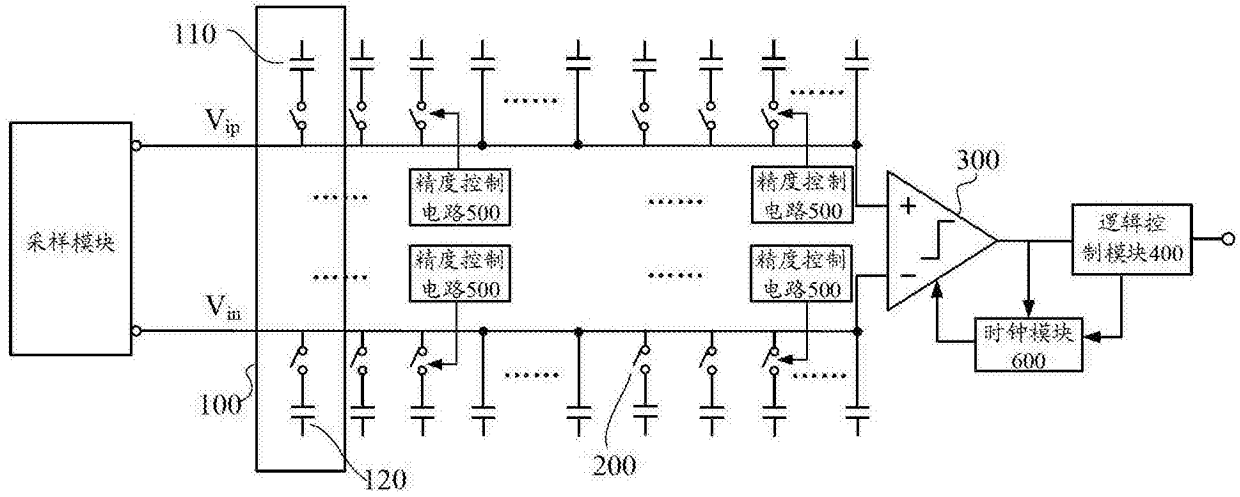 110
V_ip
300
精度控制
电路500
精度控制
电路500
采样模块
+
逻辑控
制模块400
精度控制
电路500
精度控制
电路500
−
V_in
时钟模块
600
100
120
200